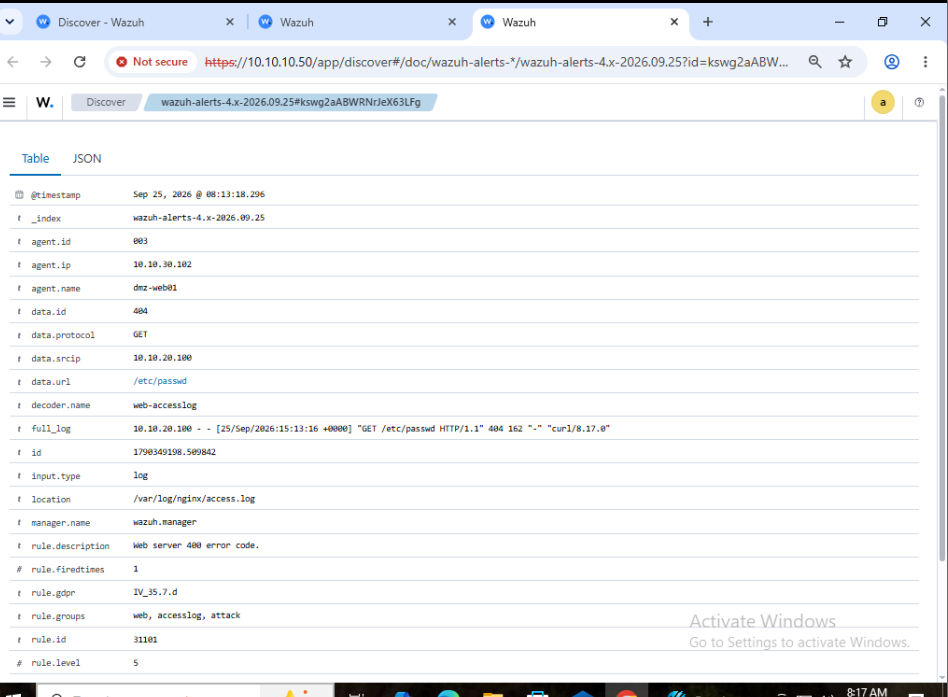 Discover - Wazuh
Wazuh
Wazuh
Not secure https://10.10.10.50/app/discover#/doc/wazuh-alerts-*/wazuh-alerts-4.x-2026.09.25?id=kswg2aABW...
W. Discover wazuh-alerts-4.x-2026.09.25#kswg2aABWRNrJeX63LFg a
Table JSON
@timestamp Sep 25, 2026 @ 08:13:18.296
t _index wazuh-alerts-4.x-2026.09.25
t agent.id 003
t agent.ip 10.10.30.102
t agent.name dmz-web01
t data.id 404
t data.protocol GET
t data.srcip 10.10.20.100
t data.url /etc/passwd
t decoder.name web-accesslog
t full_log 10.10.20.100 - - [25/Sep/2026:15:13:16 +0000] "GET /etc/passwd HTTP/1.1" 404 162 "-" "curl/8.17.0"
t id 1790349198.509842
t input.type log
t location /var/log/nginx/access.log
t manager.name wazuh.manager
t rule.description Web server 400 error code.
# rule.firedtimes 1
t rule.gdpr IV_35.7.d
t rule.groups web, accesslog, attack
t rule.id 31101
# rule.level 5
Activate Windows
Go to Settings to activate Windows.
8:17 AM